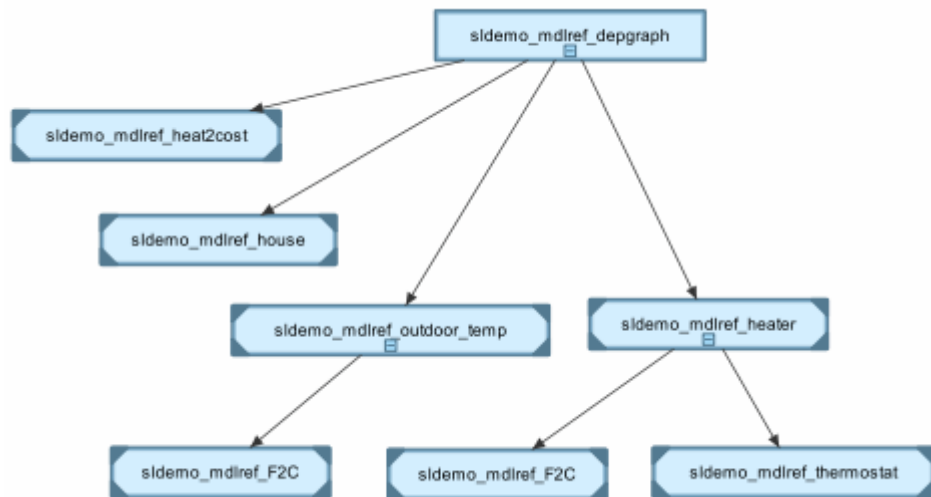 sldemo_mdlref_depgraph
sldemo_mdlref_heat2cost
sldemo_mdlref_house
sldemo_mdlref_outdoor_temp
sldemo_mdlref_heater
sldemo_mdlref_F2C
sldemo_mdlref_F2C
sldemo_mdlref_thermostat